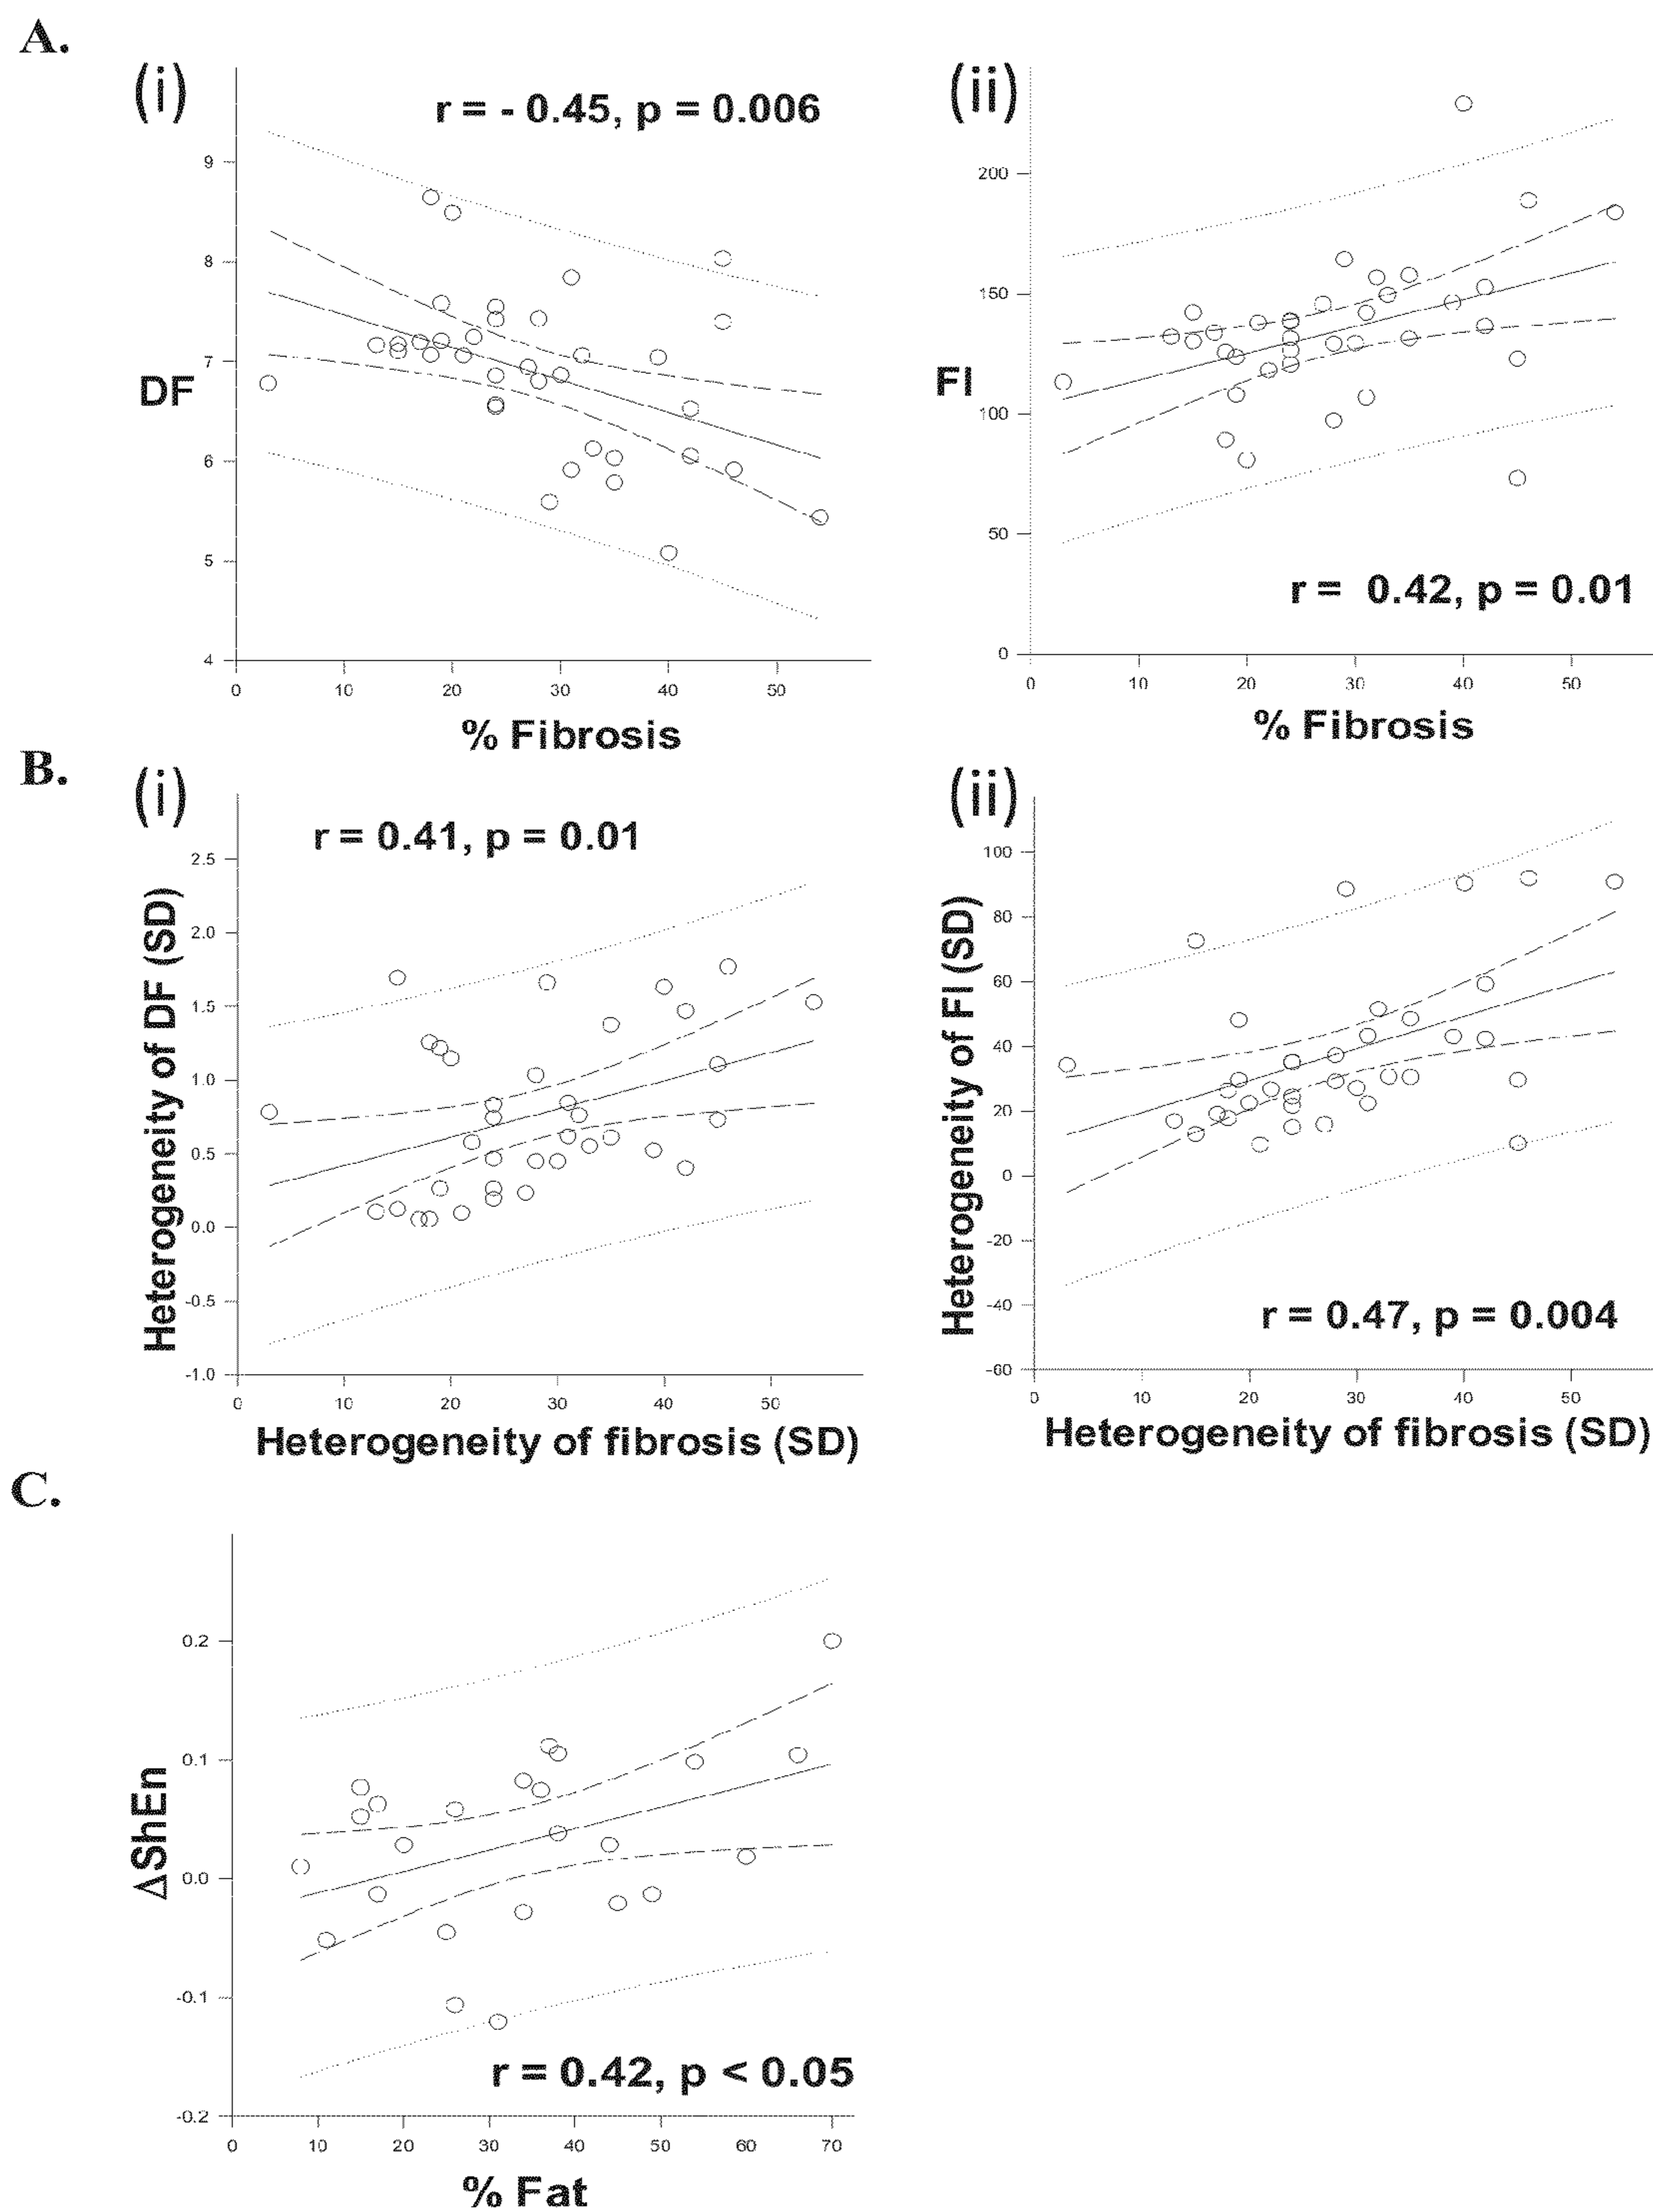 A.
(i)
r = - 0.45, p = 0.006
9
8
7
6
5
4
DF
0 10 20 30 40 50
% Fibrosis
(ii)
200
150
100
50
0
FI
r = 0.42, p = 0.01
0 10 20 30 40 50
% Fibrosis
B.
(i)
r = 0.41, p = 0.01
2.5
2.0
1.5
1.0
0.5
0.0
-0.5
-1.0
Heterogeneity of DF (SD)
0 10 20 30 40 50
Heterogeneity of fibrosis (SD)
(ii)
100
80
60
40
20
0
-20
-40
-60
Heterogeneity of FI (SD)
r = 0.47, p = 0.004
0 10 20 30 40 50
Heterogeneity of fibrosis (SD)
C.
0.2
0.1
0.0
-0.1
-0.2
ΔShEn
r = 0.42, p < 0.05
0 10 20 30 40 50 60 70
% Fat